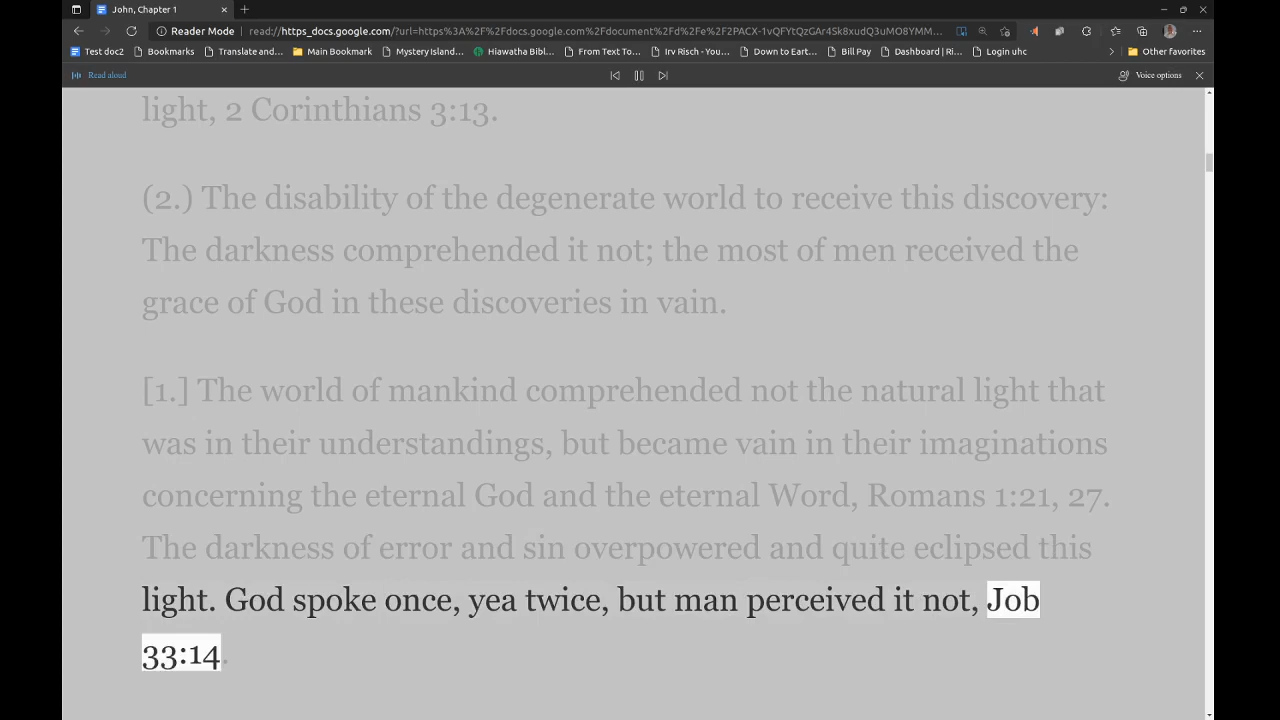 John, Chapter 1
Reader Mode
read://https_docs.google.com/?url=https%3A%2F%2Fdocs.google.com%2Fdocument%2Fd%2Fe%2F2PACX-1vQFYtQzGAr4Sk8xudQ3uMO8YMM...
Test doc2
Bookmarks
Translate and...
Main Bookmark
Mystery Island...
Hiawatha Bibl...
From Text To...
Irv Risch - You...
Down to Eart...
Bill Pay
Dashboard | Ri...
Login uhc
Other favorites
Read aloud
Voice options
light, 2 Corinthians 3:13.
(2.) The disability of the degenerate world to receive this discovery:
The darkness comprehended it not; the most of men received the
grace of God in these discoveries in vain.
[1.] The world of mankind comprehended not the natural light that
was in their understandings, but became vain in their imaginations
concerning the eternal God and the eternal Word, Romans 1:21, 27.
The darkness of error and sin overpowered and quite eclipsed this
light. God spoke once, yea twice, but man perceived it not, Job
33:14.